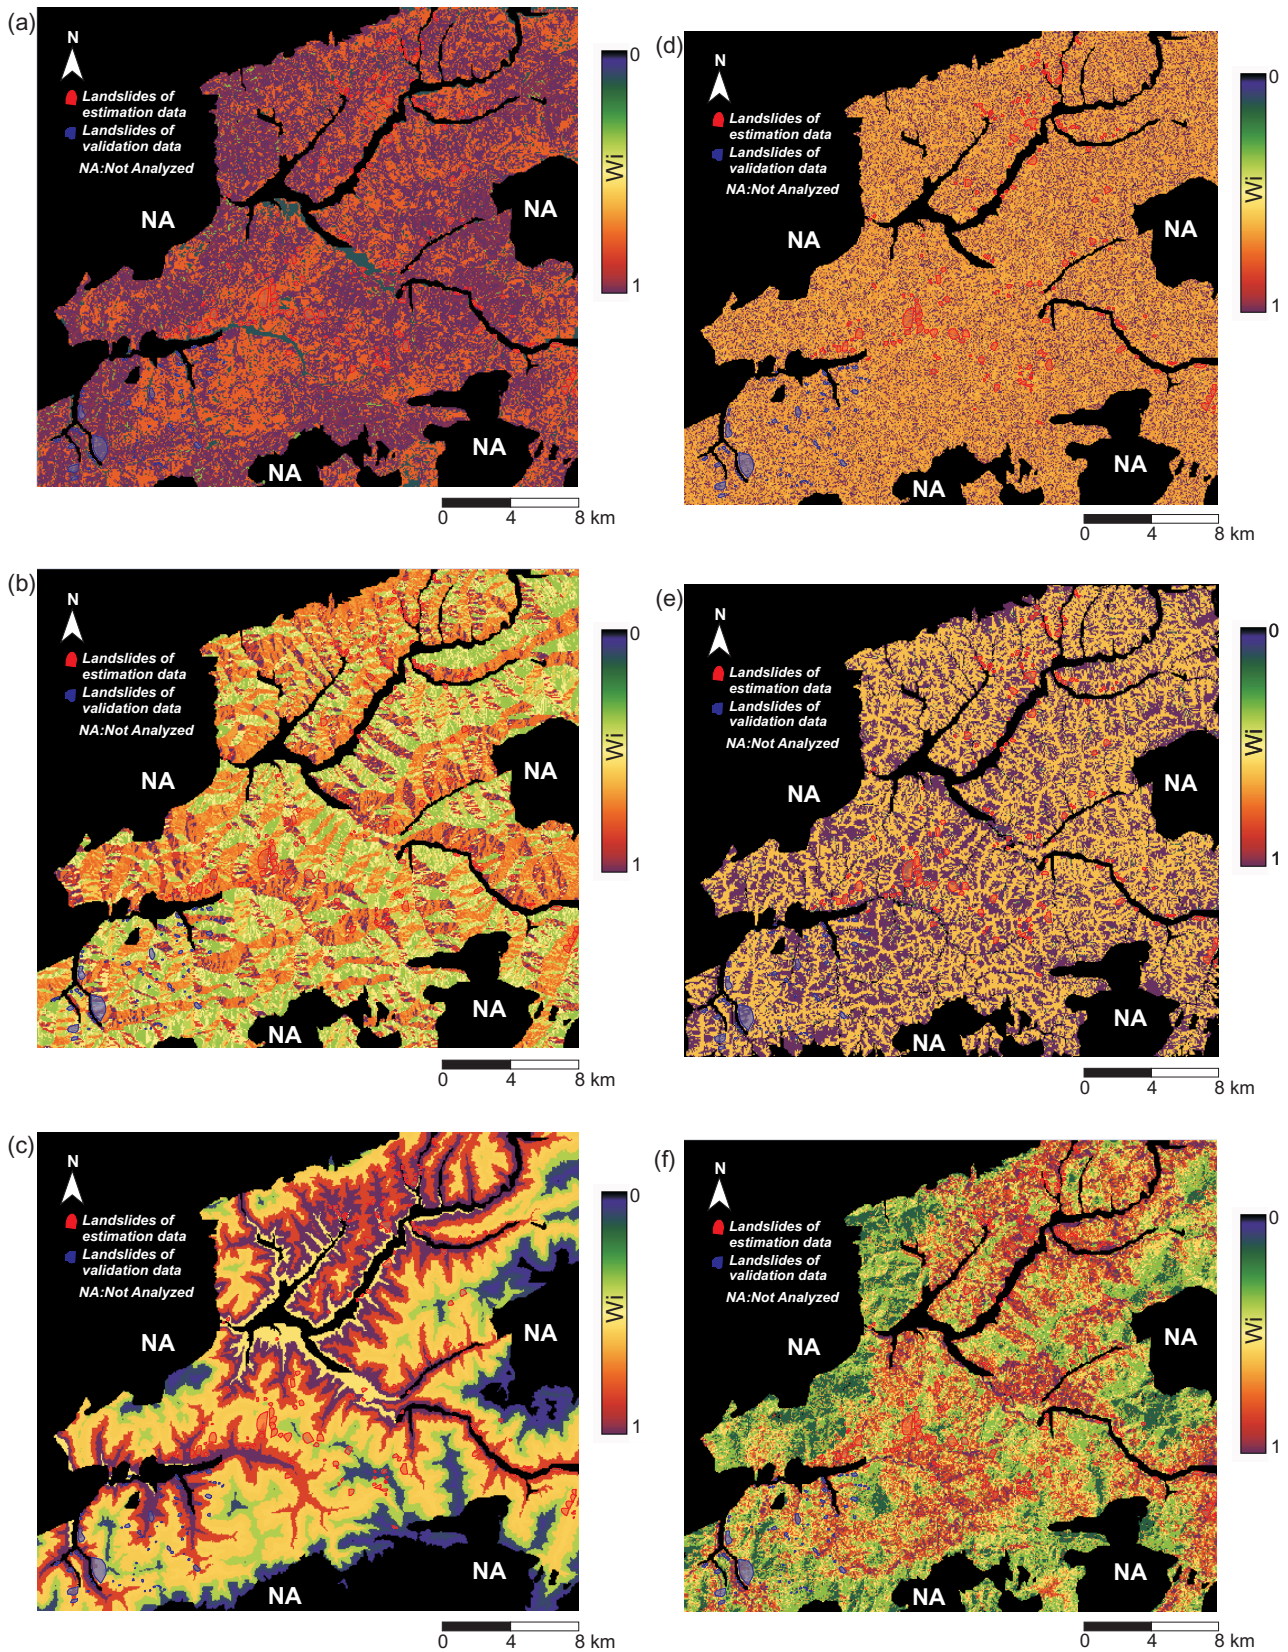 (a)
N
Landslides of
estimation data
Landslides of
validation data
NA:Not Analyzed
NA
NA
NA
NA
0
Wi
1
0 4 8 km
(d)
N
Landslides of
estimation data
Landslides of
validation data
NA:Not Analyzed
NA
NA
NA
NA
0
Wi
1
0 4 8 km
(b)
N
Landslides of
estimation data
Landslides of
validation data
NA:Not Analyzed
NA
NA
NA
NA
0
Wi
1
0 4 8 km
(e)
N
Landslides of
estimation data
Landslides of
validation data
NA:Not Analyzed
NA
NA
NA
NA
0
Wi
1
0 4 8 km
(c)
N
Landslides of
estimation data
Landslides of
validation data
NA:Not Analyzed
NA
NA
NA
NA
0
Wi
1
0 4 8 km
(f)
N
Landslides of
estimation data
Landslides of
validation data
NA:Not Analyzed
NA
NA
NA
NA
0
Wi
1
0 4 8 km